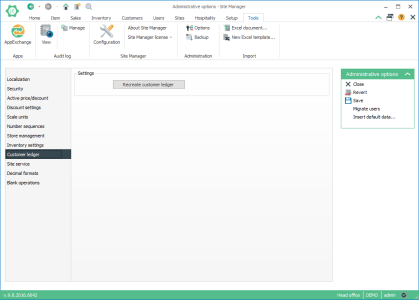 Administrative options - Site Manager
Home Item Sales Inventory Customers Users Sites Hospitality Setup Tools
AppExchange
View
Manage
Configuration
About Site Manager
Site Manager license
Options
Backup
Excel document...
New Excel template...
Apps Audit log Site Manager Administration Import
Localization
Security
Active price/discount
Discount settings
Scale units
Number sequences
Store management
Inventory settings
Customer ledger
Site service
Decimal formats
Blank operations
Settings
Recreate customer ledger
Administrative options
Close
Revert
Save
Migrate users
Insert default data...
Head office DEMO admin